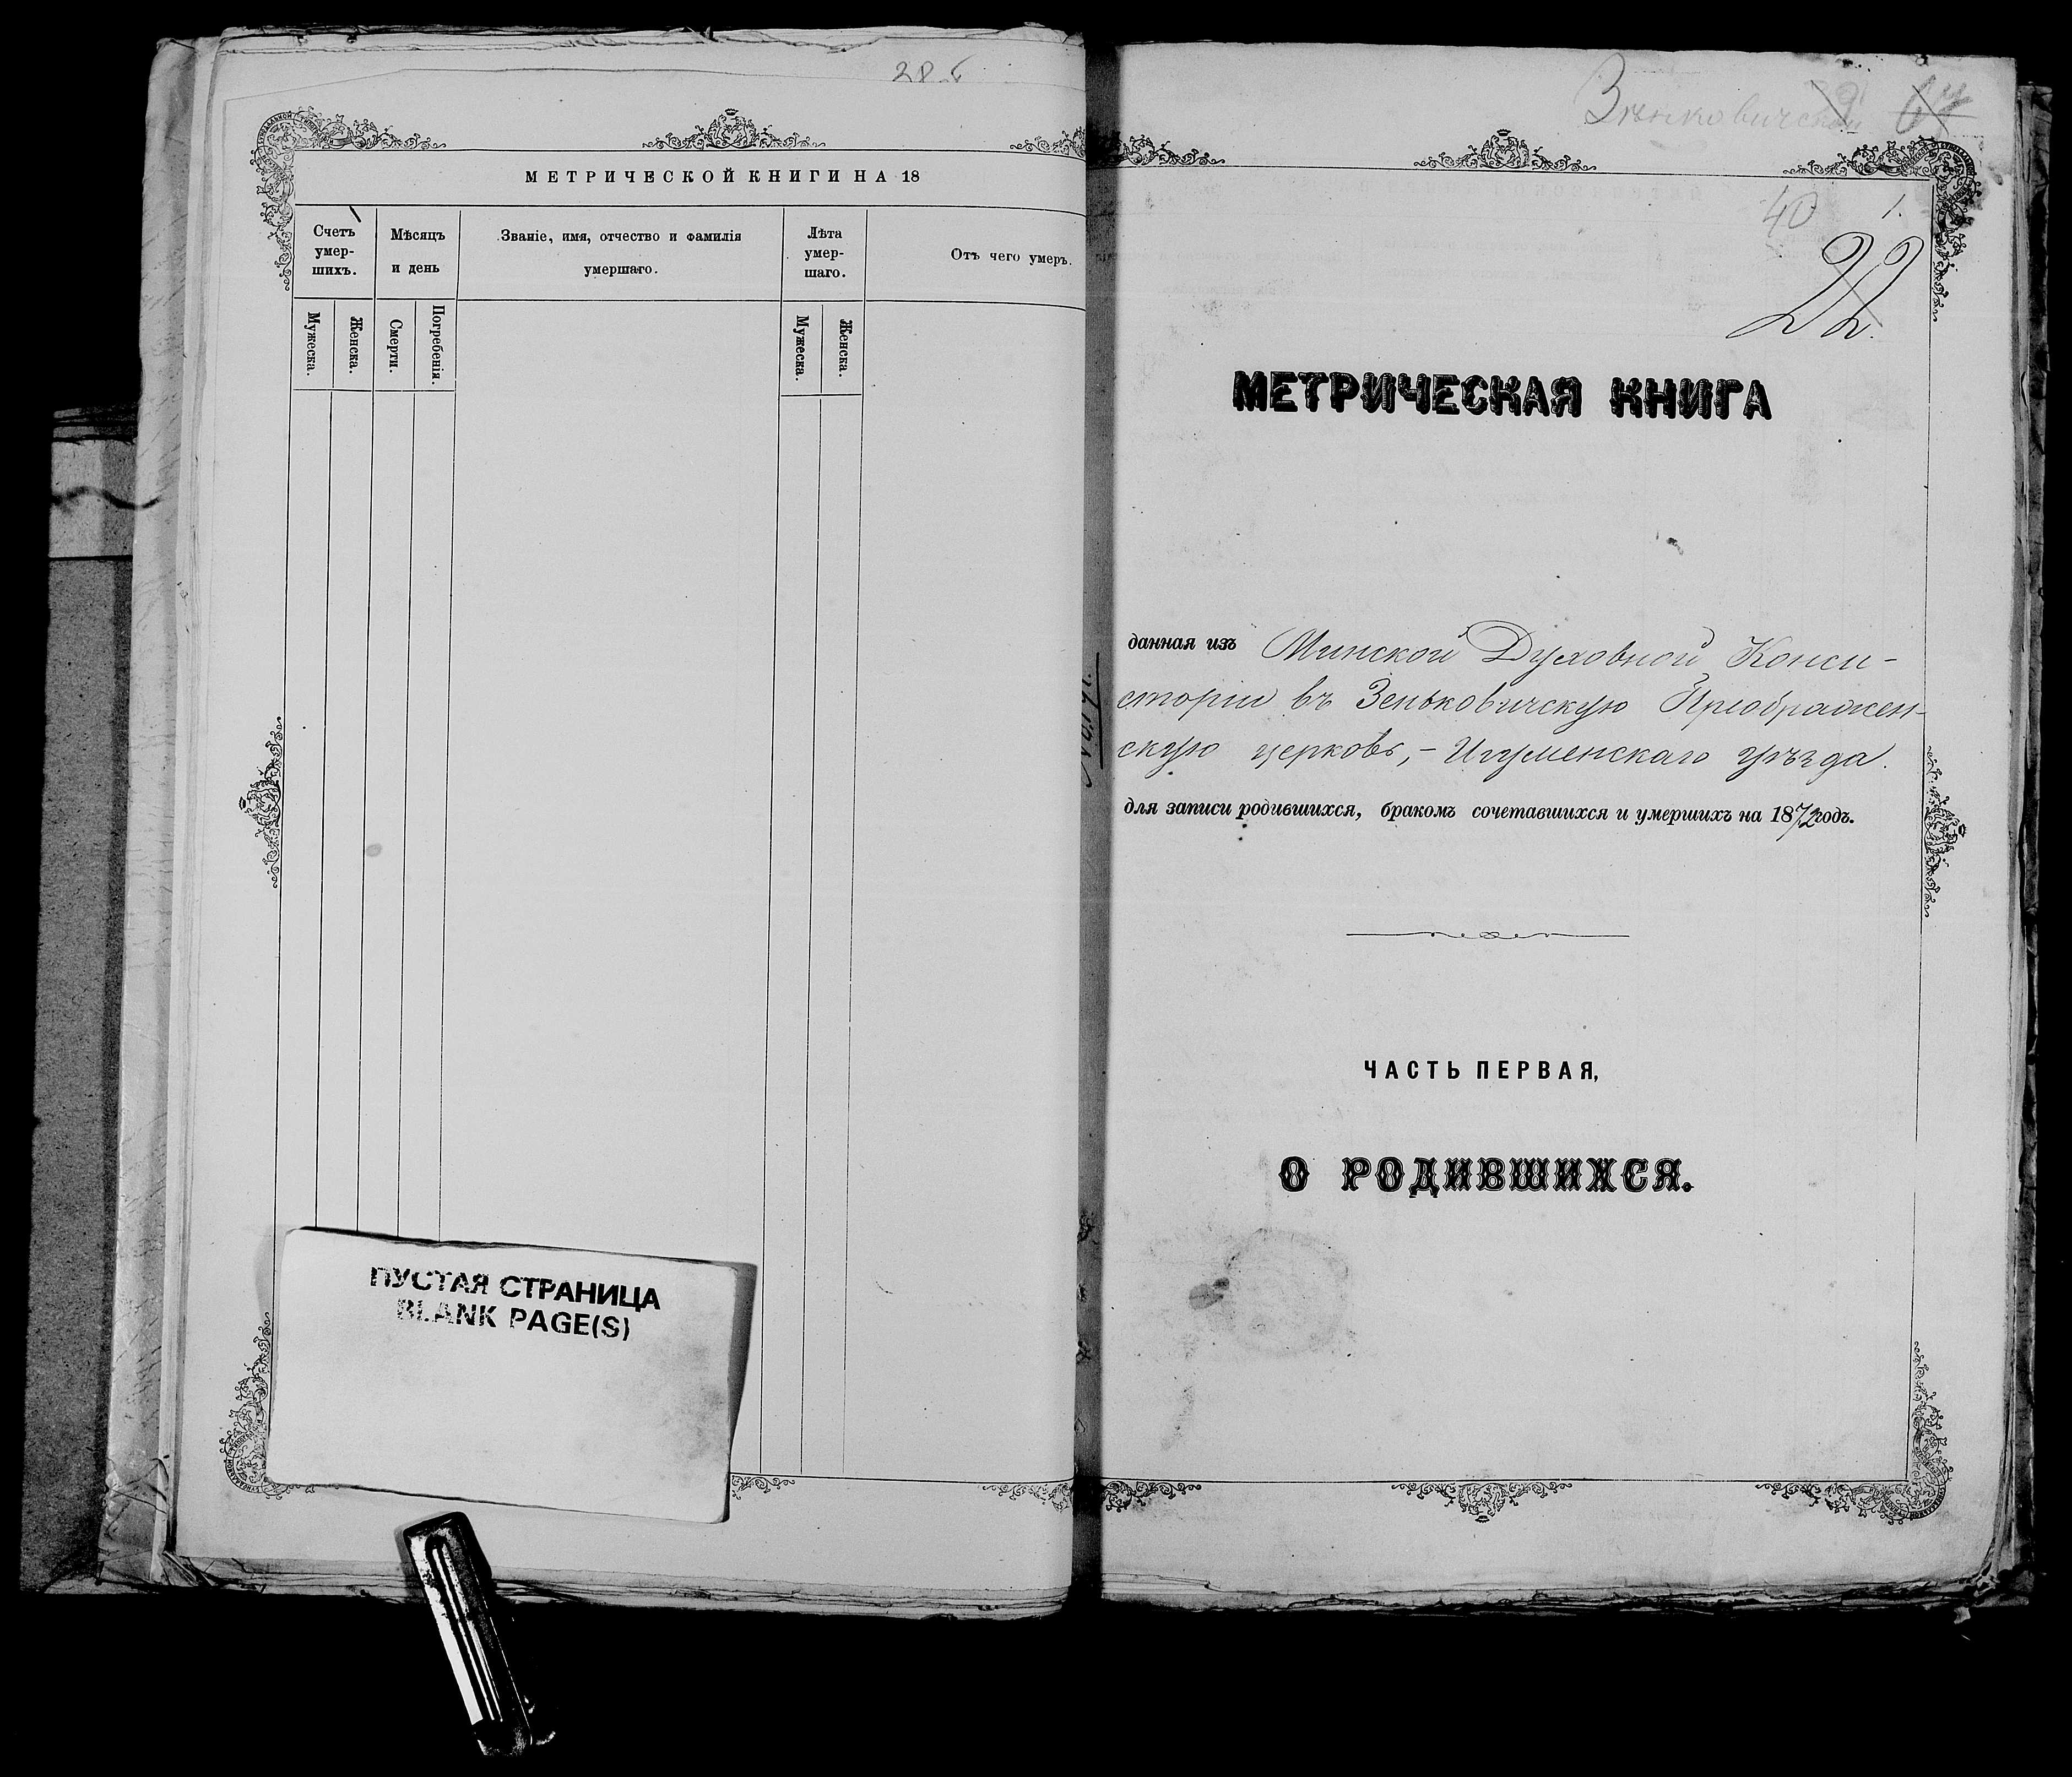 МЕТРИЧЕСКОЙ КНИГИ НА 18
Счетъ умер-шихъ.
Мѣсяцъ и день
Званіе, имя, отчество и фамилія умершаго.
Лѣта умер-шаго.
Отъ чего умеръ.
Мужеска.
Женска.
Смерти.
Погребенія.
Мужеска.
Женска.
ПУСТАЯ СТРАНИЦА
BLANK PAGE(S)
40
1.
22.
МЕТРИЧЕСКАЯ КНИГА
данная изъ Минской Духовной Конси-
сторіи въ Зеньковичскую Преображен-
скую церковь,- Игуменскаго уѣзда.
для записи родившихся, бракомъ сочетавшихся и умершихъ на 1872 годъ.
ЧАСТЬ ПЕРВАЯ,
О РОДИВШИХСЯ.